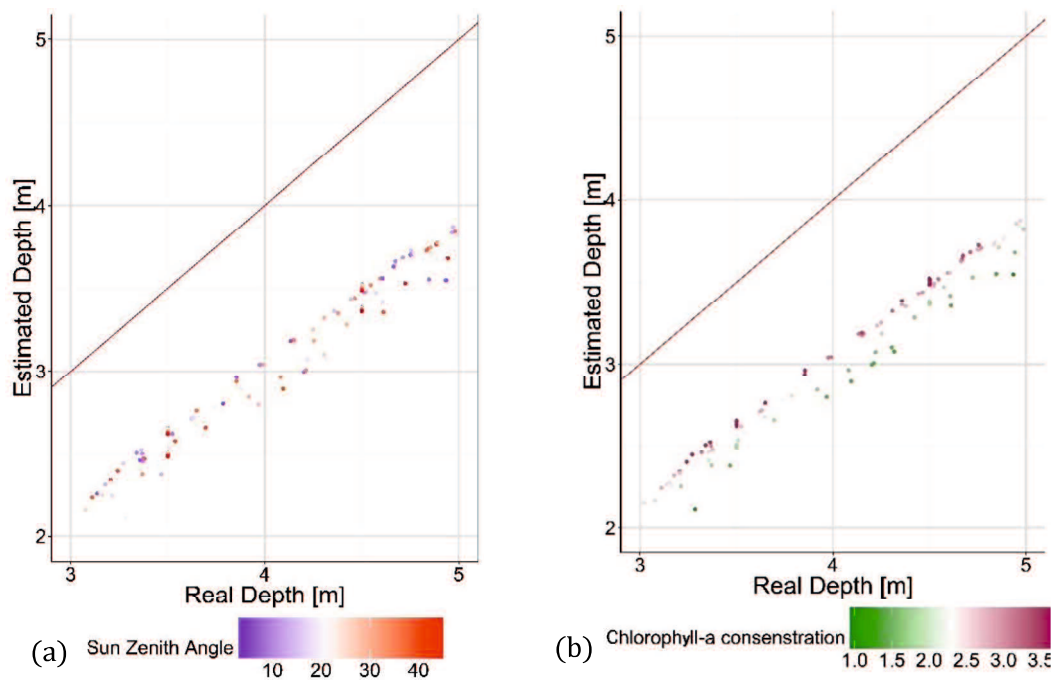 5
4
3
2
Estimated Depth [m]
3 4 5
Real Depth [m]
(a) Sun Zenith Angle
10 20 30 40
5
4
3
2
Estimated Depth [m]
3 4 5
Real Depth [m]
(b) Chlorophyll-a consenstration
1.0 1.5 2.0 2.5 3.0 3.5